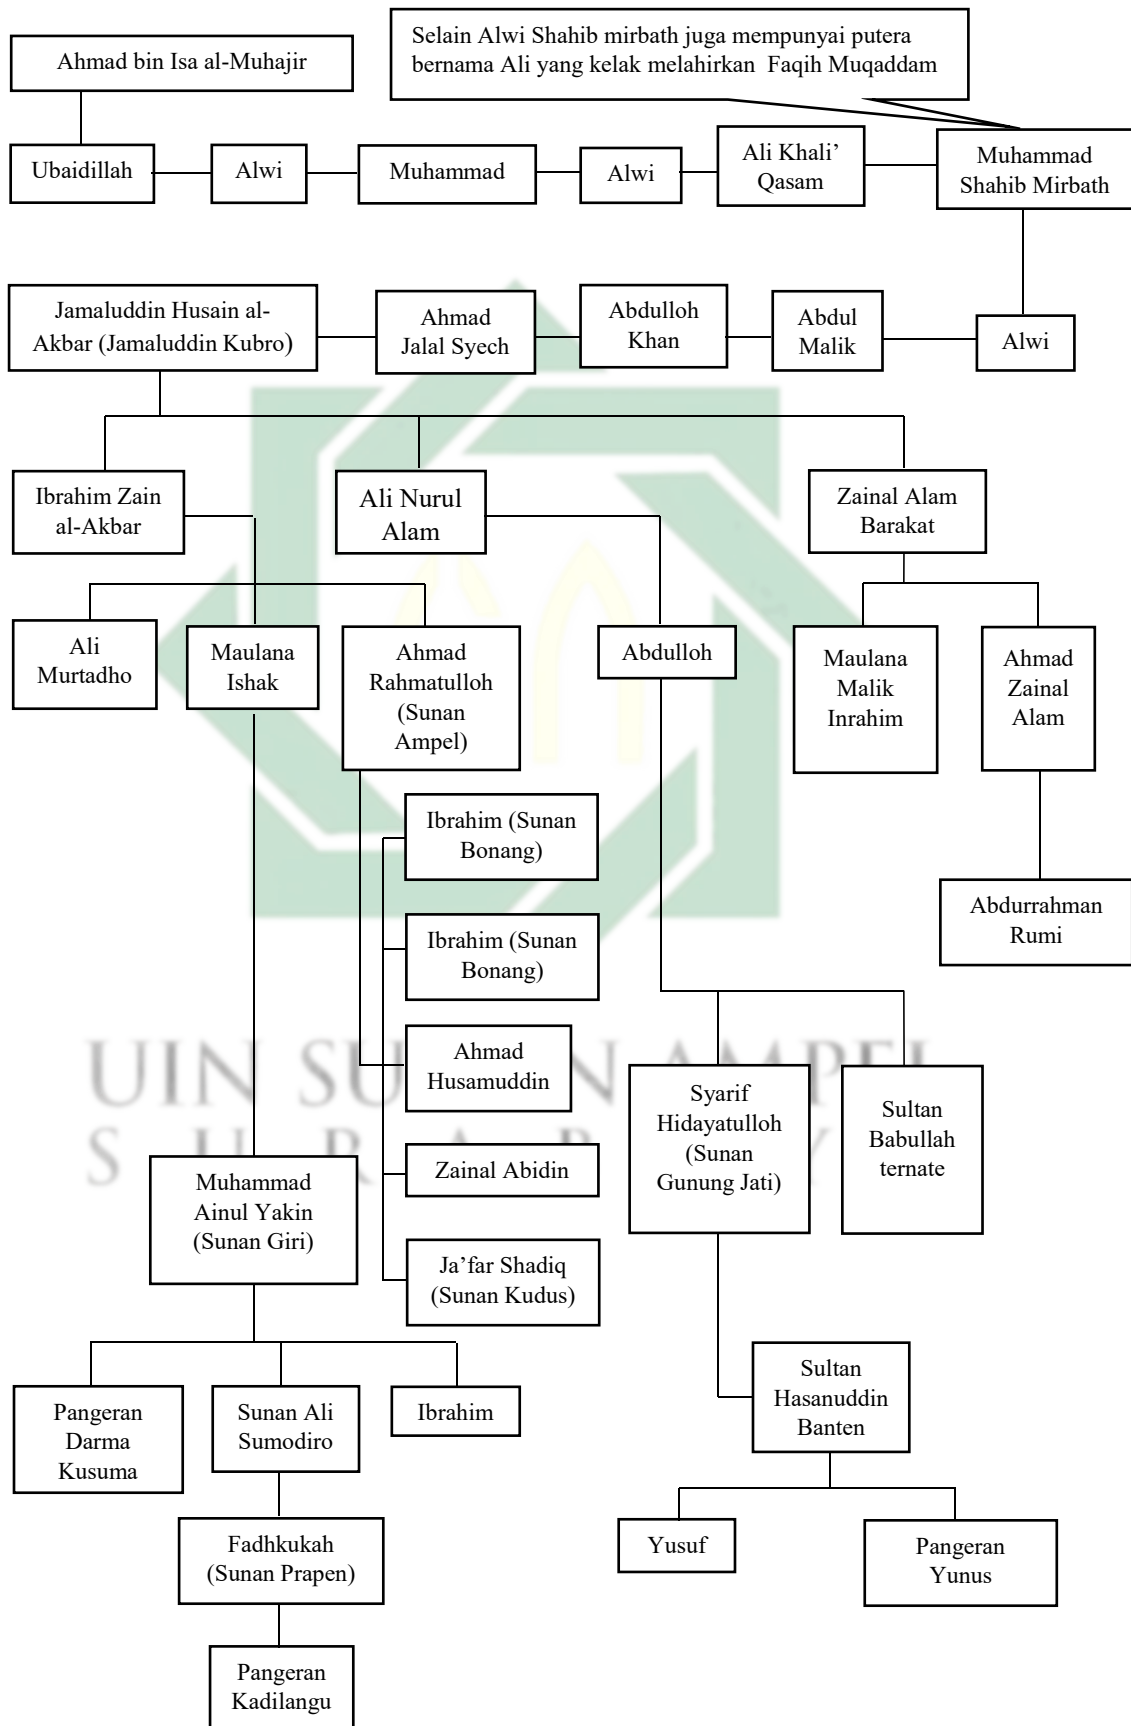 Selain Alwi Shahib mirbath juga mempunyai putera
bernama Ali yang kelak melahirkan Faqih Muqaddam
Ahmad bin Isa al-Muhajir
Ubaidillah
Alwi
Muhammad
Alwi
Ali Khali’
Qasam
Muhammad
Shahib Mirbath
Jamaluddin Husain al-
Akbar (Jamaluddin Kubro)
Ahmad
Jalal Syech
Abdulloh
Khan
Abdul
Malik
Alwi
Ibrahim Zain
al-Akbar
Ali Nurul
Alam
Zainal Alam
Barakat
Ali
Murtadho
Maulana
Ishak
Ahmad
Rahmatulloh
(Sunan
Ampel)
Abdulloh
Maulana
Malik
Inrahim
Ahmad
Zainal
Alam
Ibrahim (Sunan
Bonang)
Abdurrahman
Rumi
Ibrahim (Sunan
Bonang)
Ahmad
Husamuddin
Syarif
Hidayatulloh
(Sunan
Gunung Jati)
Sultan
Babullah
ternate
Zainal Abidin
Muhammad
Ainul Yakin
(Sunan Giri)
Ja’far Shadiq
(Sunan Kudus)
Sultan
Hasanuddin
Banten
Pangeran
Darma
Kusuma
Sunan Ali
Sumodiro
Ibrahim
Fadhkukah
(Sunan Prapen)
Yusuf
Pangeran
Yunus
Pangeran
Kadilangu